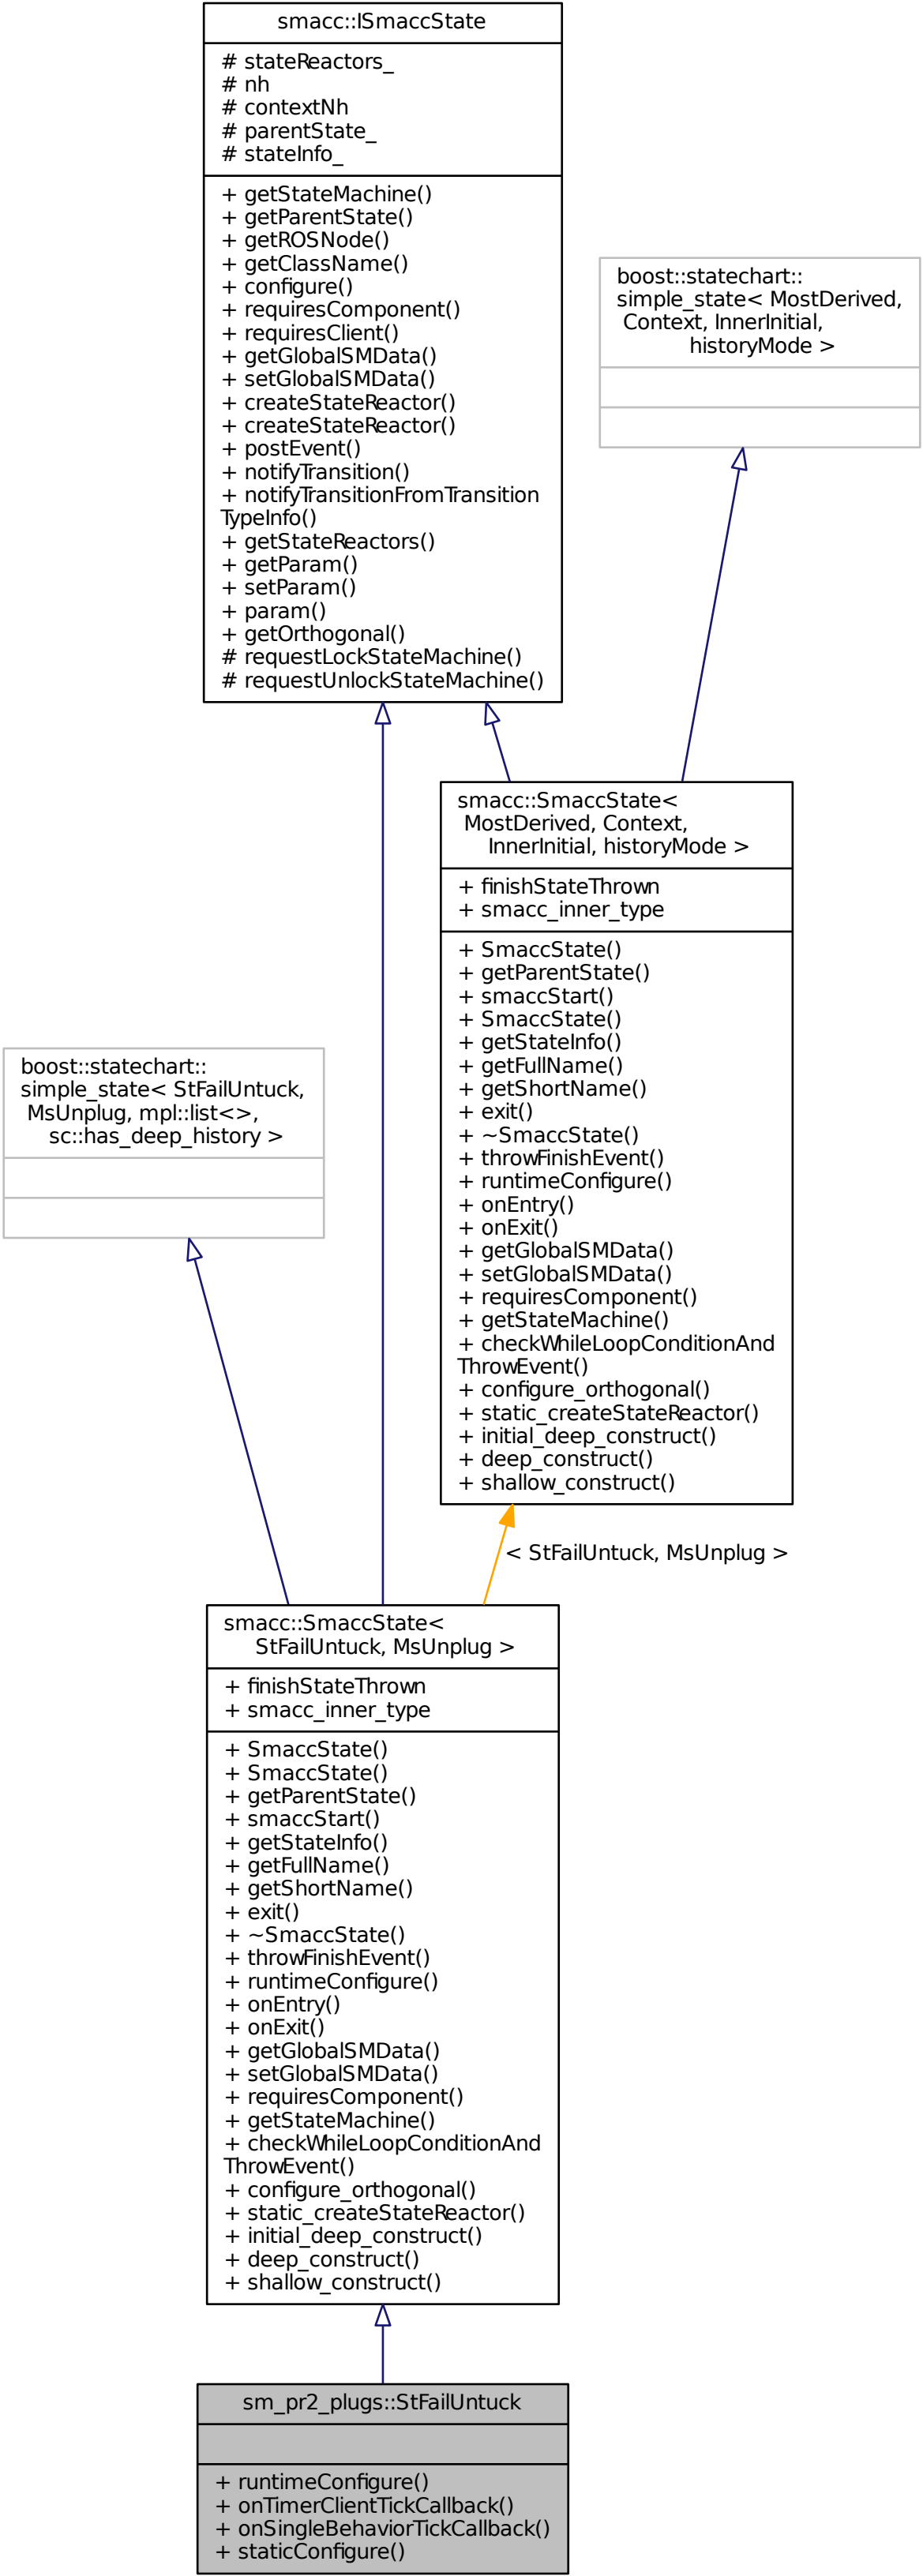 smacc::ISmaccState
# stateReactors_
# nh
# contextNh
# parentState_
# stateInfo_
+ getStateMachine()
+ getParentState()
+ getROSNode()
+ getClassName()
+ configure()
+ requiresComponent()
+ requiresClient()
+ getGlobalSMData()
+ setGlobalSMData()
+ createStateReactor()
+ createStateReactor()
+ postEvent()
+ notifyTransition()
+ notifyTransitionFromTransition
TypeInfo()
+ getStateReactors()
+ getParam()
+ setParam()
+ param()
+ getOrthogonal()
# requestLockStateMachine()
# requestUnlockStateMachine()
boost::statechart::
simple_state< MostDerived,
Context, InnerInitial,
historyMode >
smacc::SmaccState<
MostDerived, Context,
InnerInitial, historyMode >
+ finishStateThrown
+ smacc_inner_type
+ SmaccState()
+ getParentState()
+ smaccStart()
+ SmaccState()
+ getStateInfo()
+ getFullName()
+ getShortName()
+ exit()
+ ~SmaccState()
+ throwFinishEvent()
+ runtimeConfigure()
+ onEntry()
+ onExit()
+ getGlobalSMData()
+ setGlobalSMData()
+ requiresComponent()
+ getStateMachine()
+ checkWhileLoopConditionAnd
ThrowEvent()
+ configure_orthogonal()
+ static_createStateReactor()
+ initial_deep_construct()
+ deep_construct()
+ shallow_construct()
boost::statechart::
simple_state< StFailUntuck,
MsUnplug, mpl::list<>,
sc::has_deep_history >
< StFailUntuck, MsUnplug >
smacc::SmaccState<
StFailUntuck, MsUnplug >
+ finishStateThrown
+ smacc_inner_type
+ SmaccState()
+ SmaccState()
+ getParentState()
+ smaccStart()
+ getStateInfo()
+ getFullName()
+ getShortName()
+ exit()
+ ~SmaccState()
+ throwFinishEvent()
+ runtimeConfigure()
+ onEntry()
+ onExit()
+ getGlobalSMData()
+ setGlobalSMData()
+ requiresComponent()
+ getStateMachine()
+ checkWhileLoopConditionAnd
ThrowEvent()
+ configure_orthogonal()
+ static_createStateReactor()
+ initial_deep_construct()
+ deep_construct()
+ shallow_construct()
sm_pr2_plugs::StFailUntuck
+ runtimeConfigure()
+ onTimerClientTickCallback()
+ onSingleBehaviorTickCallback()
+ staticConfigure()